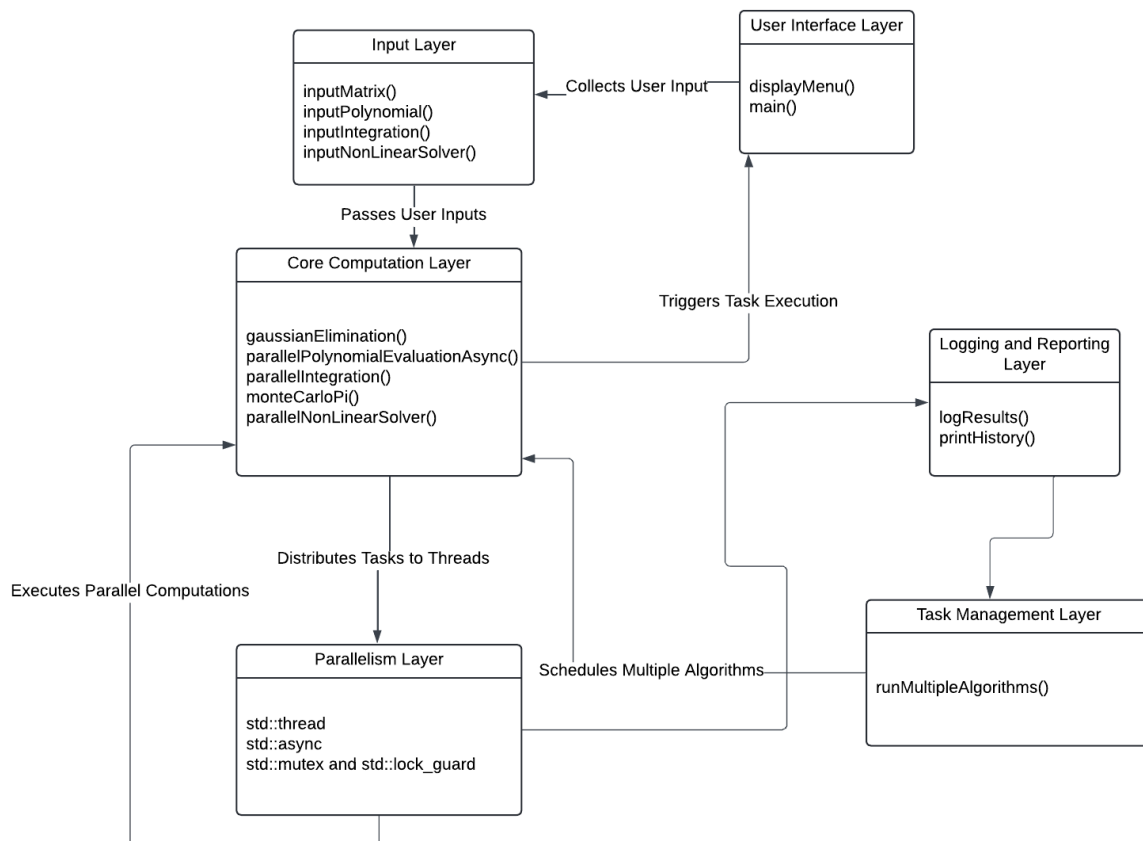 User Interface Layer
displayMenu()
main()
Input Layer
inputMatrix()
inputPolynomial()
inputIntegration()
inputNonLinearSolver()
Collects User Input
Passes User Inputs
Core Computation Layer
gaussianElimination()
parallelPolynomialEvaluationAsync()
parallelIntegration()
monteCarloPi()
parallelNonLinearSolver()
Triggers Task Execution
Logging and Reporting
Layer
logResults()
printHistory()
Distributes Tasks to Threads
Executes Parallel Computations
Task Management Layer
runMultipleAlgorithms()
Schedules Multiple Algorithms
Parallelism Layer
std::thread
std::async
std::mutex and std::lock_guard